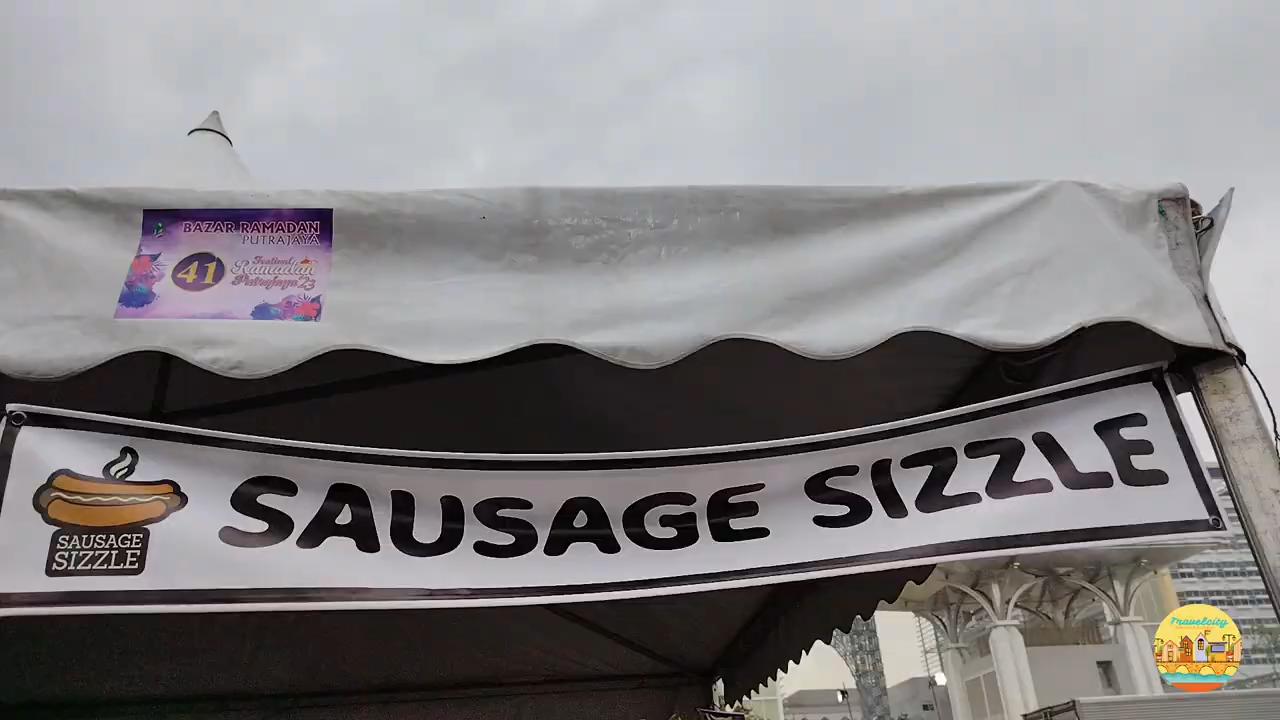 BAZAR RAMADAN
PUTRAJAYA
41
Festival
Ramadan
Putrajaya'23
SAUSAGE SIZZLE
SAUSAGE
SIZZLE
Travelcity